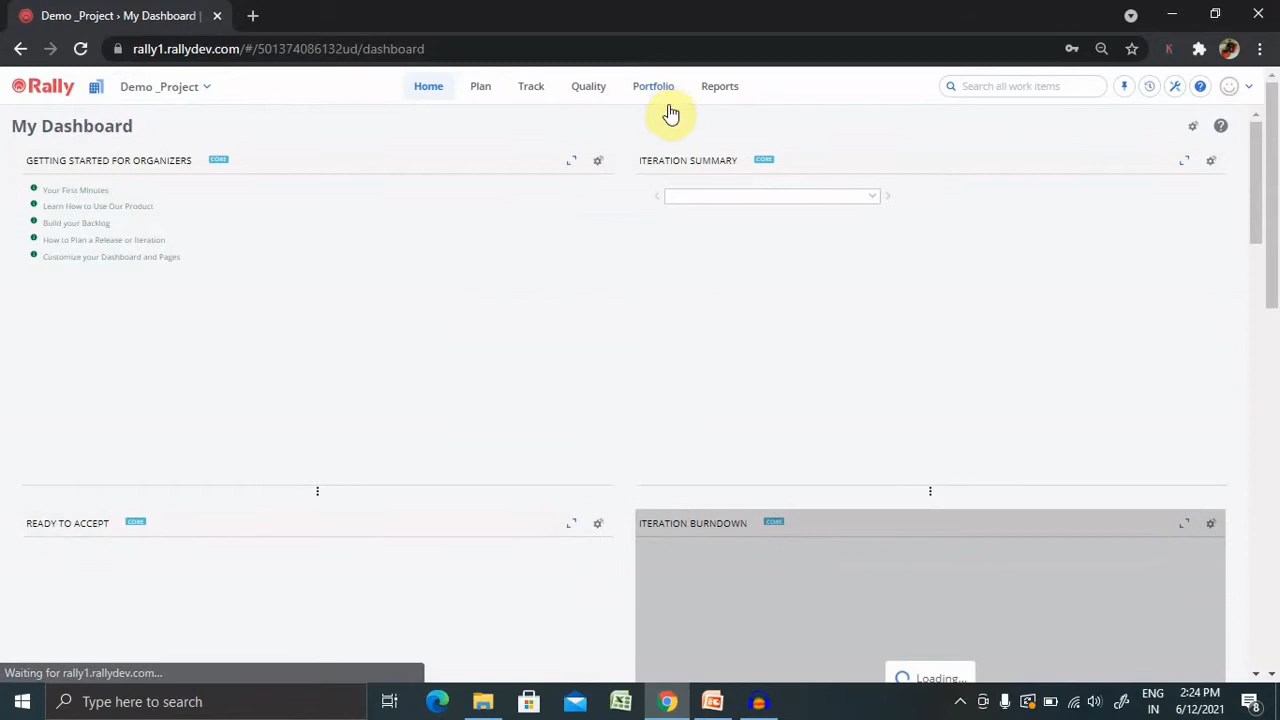 Demo _Project › My Dashboard |
rally1.rallydev.com/#/501374086132ud/dashboard
K
Rally
Demo _Project
Home
Plan
Track
Quality
Portfolio
Reports
Search all work items
My Dashboard
GETTING STARTED FOR ORGANIZERS CORE
Your First Minutes
Learn How to Use Our Product
Build your Backlog
How to Plan a Release or Iteration
Customize your Dashboard and Pages
ITERATION SUMMARY CORE
READY TO ACCEPT CORE
ITERATION BURNDOWN CORE
Loading...
Waiting for rally1.rallydev.com...
Type here to search
ENG
IN
2:24 PM
6/12/2021
8